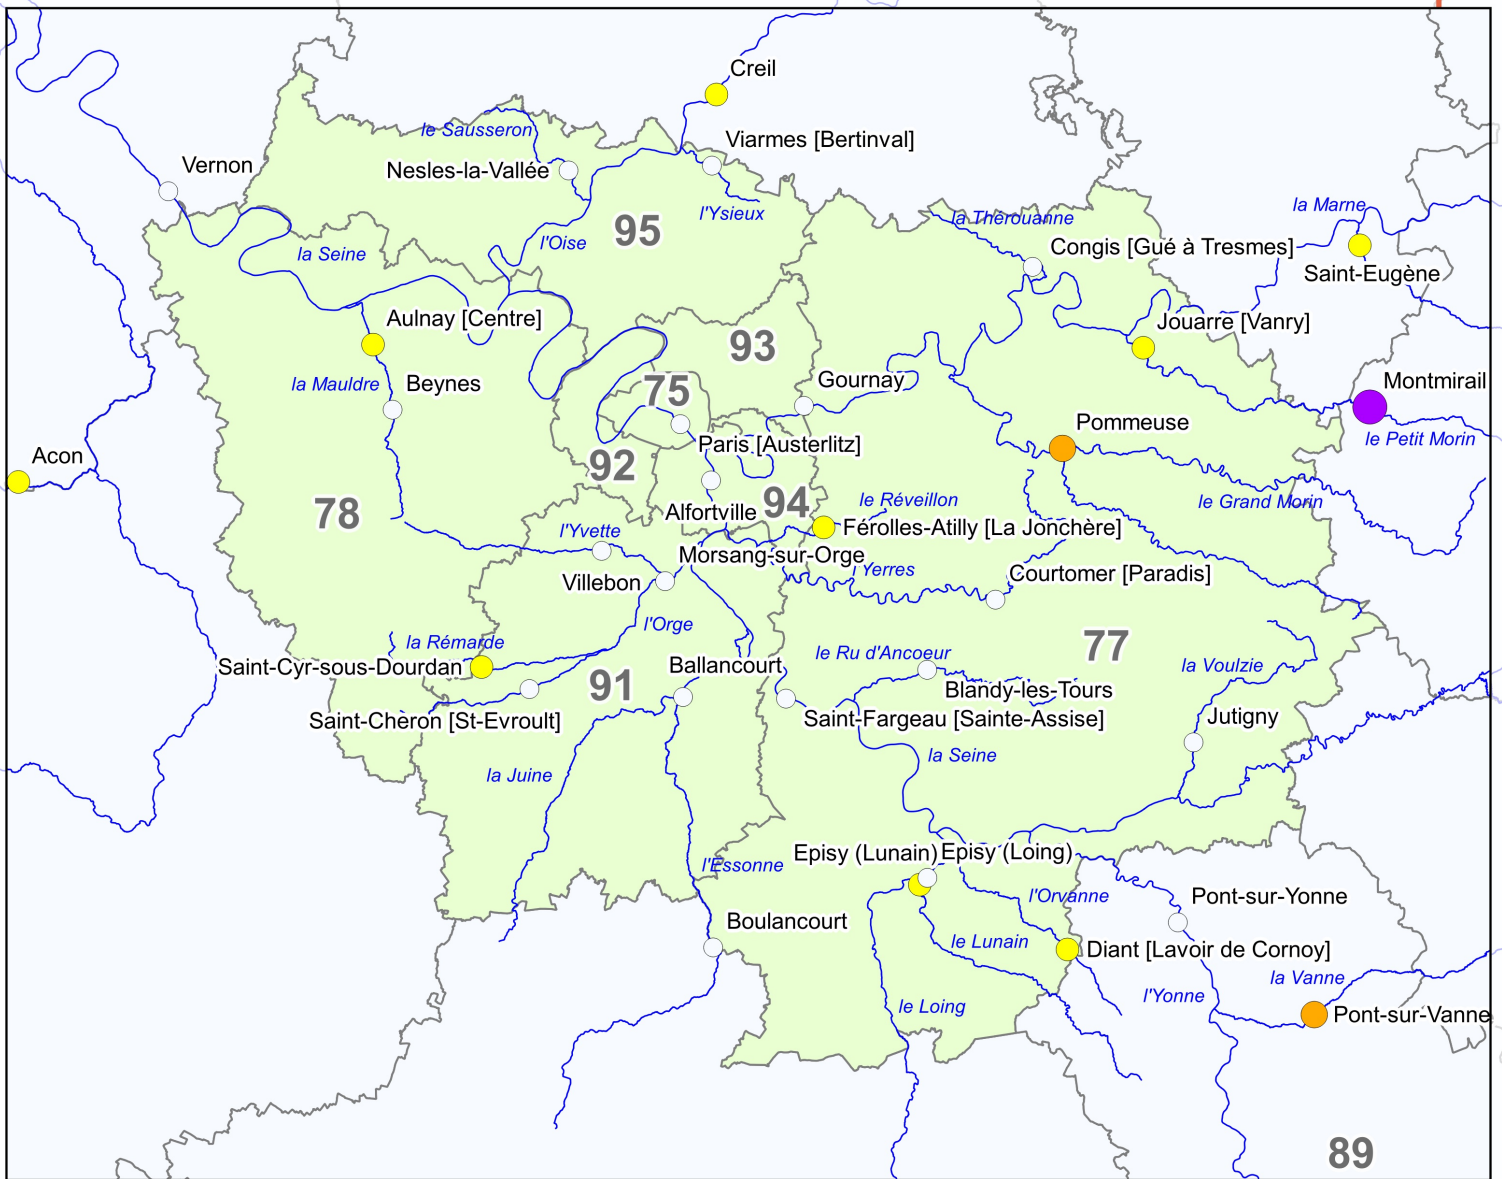 Creil
Viarmes [Bertinval]
le Sausseron
Nesles-la-Vallée
Vernon
l'Ysieux
95
la Marne
la Thérouanne
l'Oise
la Seine
Congis [Gué à Tresmes]
Saint-Eugène
Aulnay [Centre]
Jouarre [Vanry]
93
la Mauldre
Beynes
75
Gournay
Montmirail
Pommeuse
le Petit Morin
Paris [Austerlitz]
Acon
92
78
Alfortville
94
le Réveillon
le Grand Morin
l'Yvette
Férolles-Atilly [La Jonchère]
Morsang-sur-Orge
l'Yerres
Villebon
Courtomer [Paradis]
l'Orge
la Rémarde
77
Saint-Cyr-sous-Dourdan
91
Ballancourt
le Ru d'Ancoeur
la Voulzie
Blandy-les-Tours
Saint-Chéron [St-Evroult]
Saint-Fargeau [Sainte-Assise]
Jutigny
la Juine
la Seine
l'Essonne
Episy (Lunain)
Episy (Loing)
l'Orvanne
Pont-sur-Yonne
Boulancourt
le Lunain
Diant [Lavoir de Cornoy]
la Vanne
l'Yonne
le Loing
Pont-sur-Vanne
89